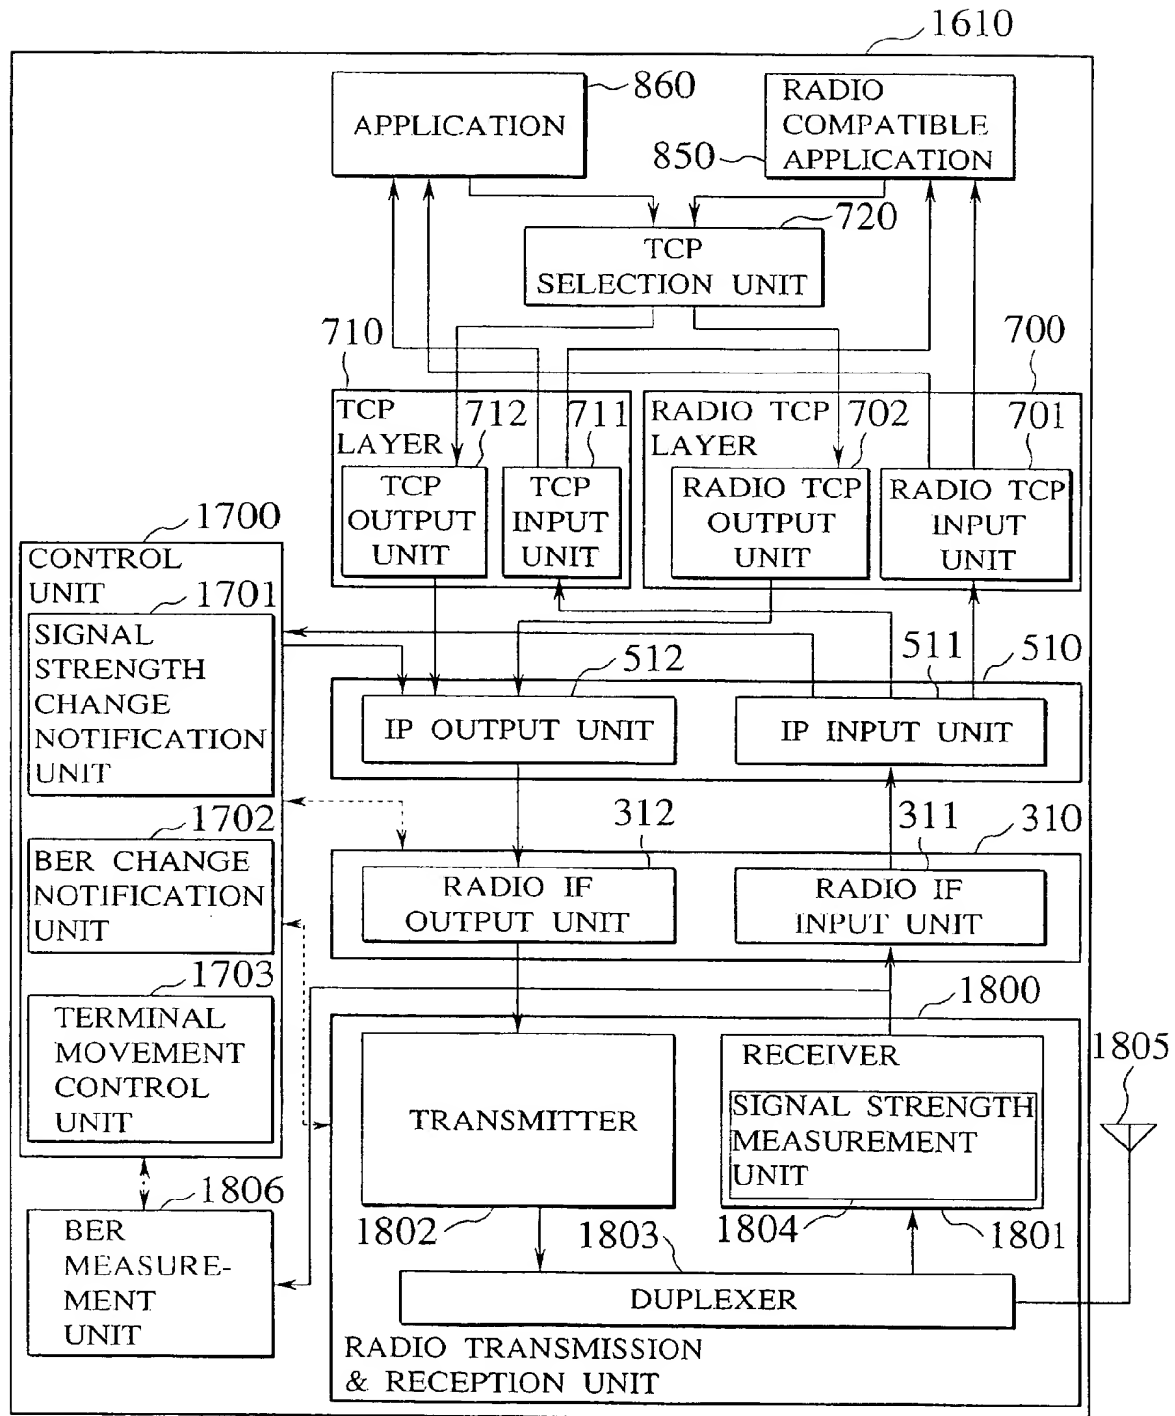 1610
APPLICATION
860
RADIO
COMPATIBLE
APPLICATION
850
720
TCP
SELECTION UNIT
710
700
TCP
LAYER
712
711
RADIO TCP
LAYER
702
701
TCP
OUTPUT
UNIT
TCP
INPUT
UNIT
RADIO TCP
OUTPUT
UNIT
RADIO TCP
INPUT
UNIT
1700
CONTROL
UNIT
1701
SIGNAL
STRENGTH
CHANGE
NOTIFICATION
UNIT
512
511
510
IP OUTPUT UNIT
IP INPUT UNIT
1702
BER CHANGE
NOTIFICATION
UNIT
312
311
310
RADIO IF
OUTPUT UNIT
RADIO IF
INPUT UNIT
1703
TERMINAL
MOVEMENT
CONTROL
UNIT
1800
TRANSMITTER
RECEIVER
SIGNAL STRENGTH
MEASUREMENT
UNIT
1805
1806
BER
MEASURE-
MENT
UNIT
1802
1803
1804
1801
DUPLEXER
RADIO TRANSMISSION
& RECEPTION UNIT